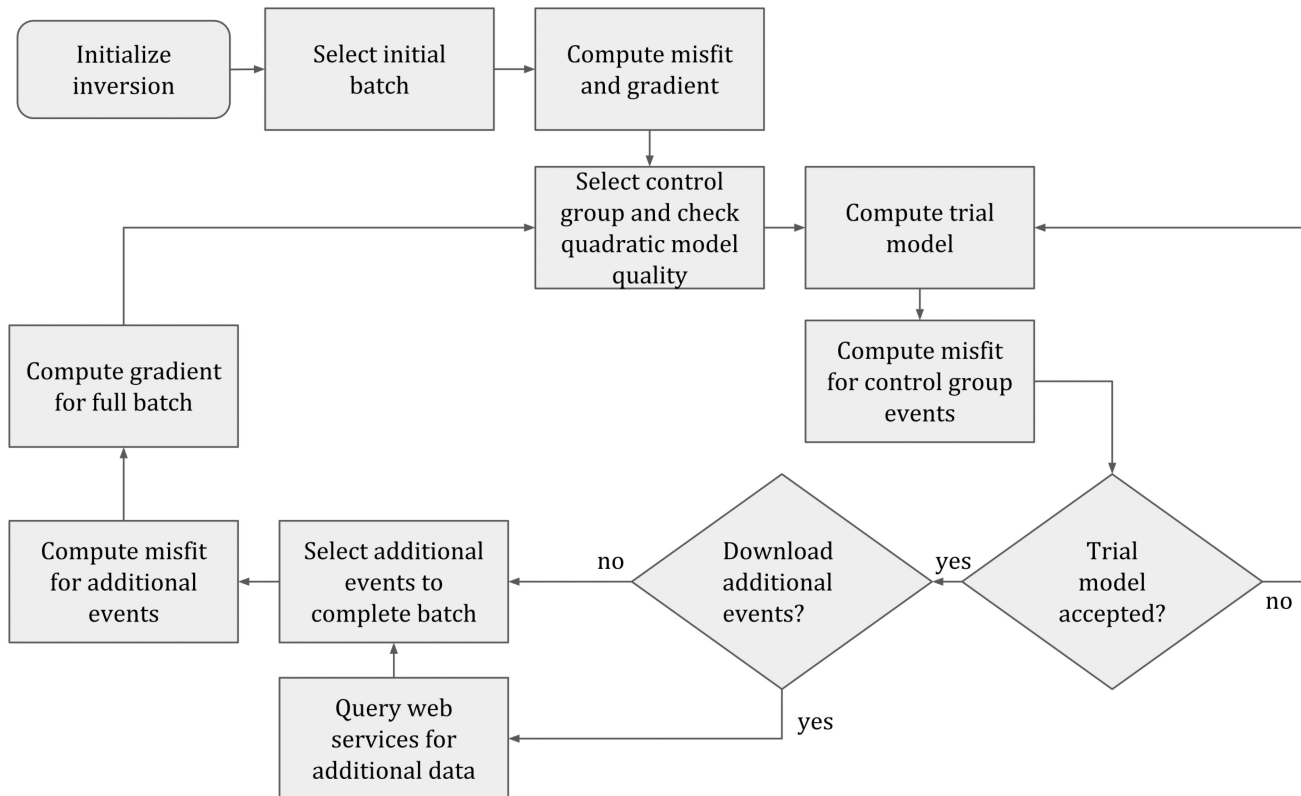 Initialize
inversion
Select initial
batch
Compute misfit
and gradient
Select control
group and check
quadratic model
quality
Compute trial
model
Compute gradient
for full batch
Compute misfit
for control group
events
Compute misfit
for additional
events
Select additional
events to
complete batch
no
Download
additional
events?
yes
Trial
model
accepted?
no
Query web
services for
additional data
yes